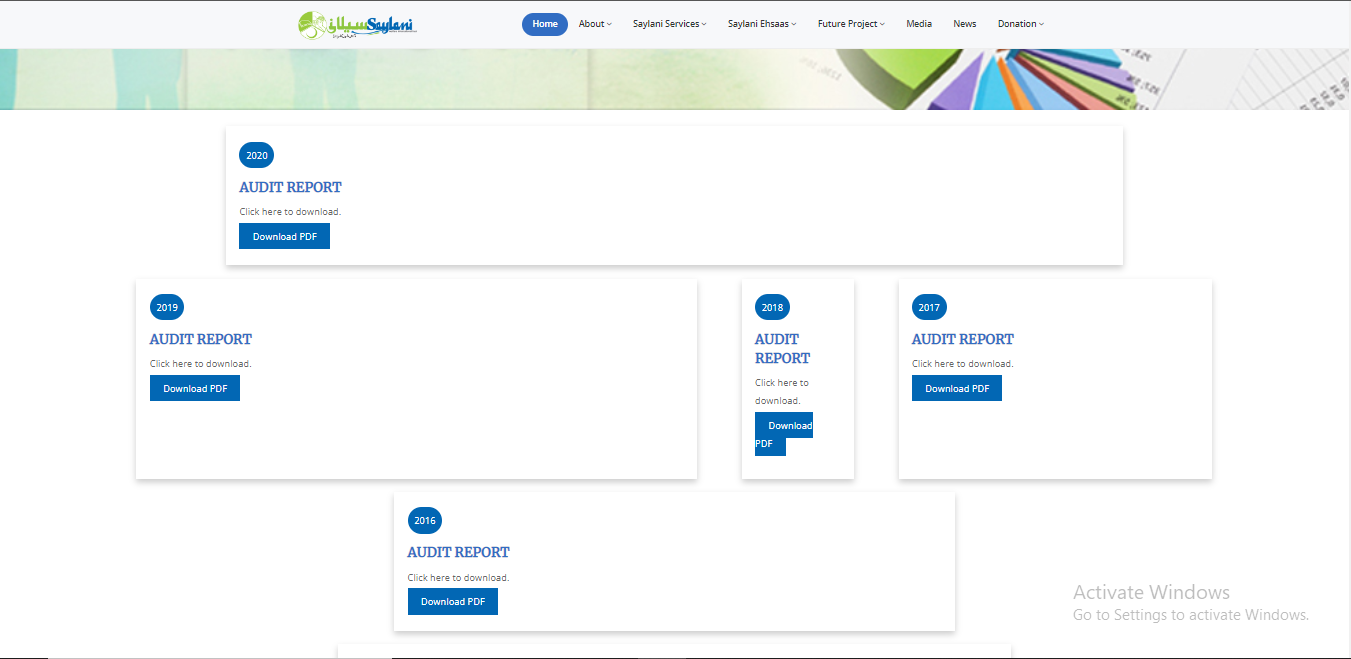 سیلانی Saylani
Home About Saylani Services Saylani Ehsaas Future Project Media News Donation
2020
AUDIT REPORT
Click here to download.
Download PDF
2019
AUDIT REPORT
Click here to download.
Download PDF
2018
AUDIT
REPORT
Click here to
download.
Download
PDF
2017
AUDIT REPORT
Click here to download.
Download PDF
2016
AUDIT REPORT
Click here to download.
Download PDF
Activate Windows
Go to Settings to activate Windows.